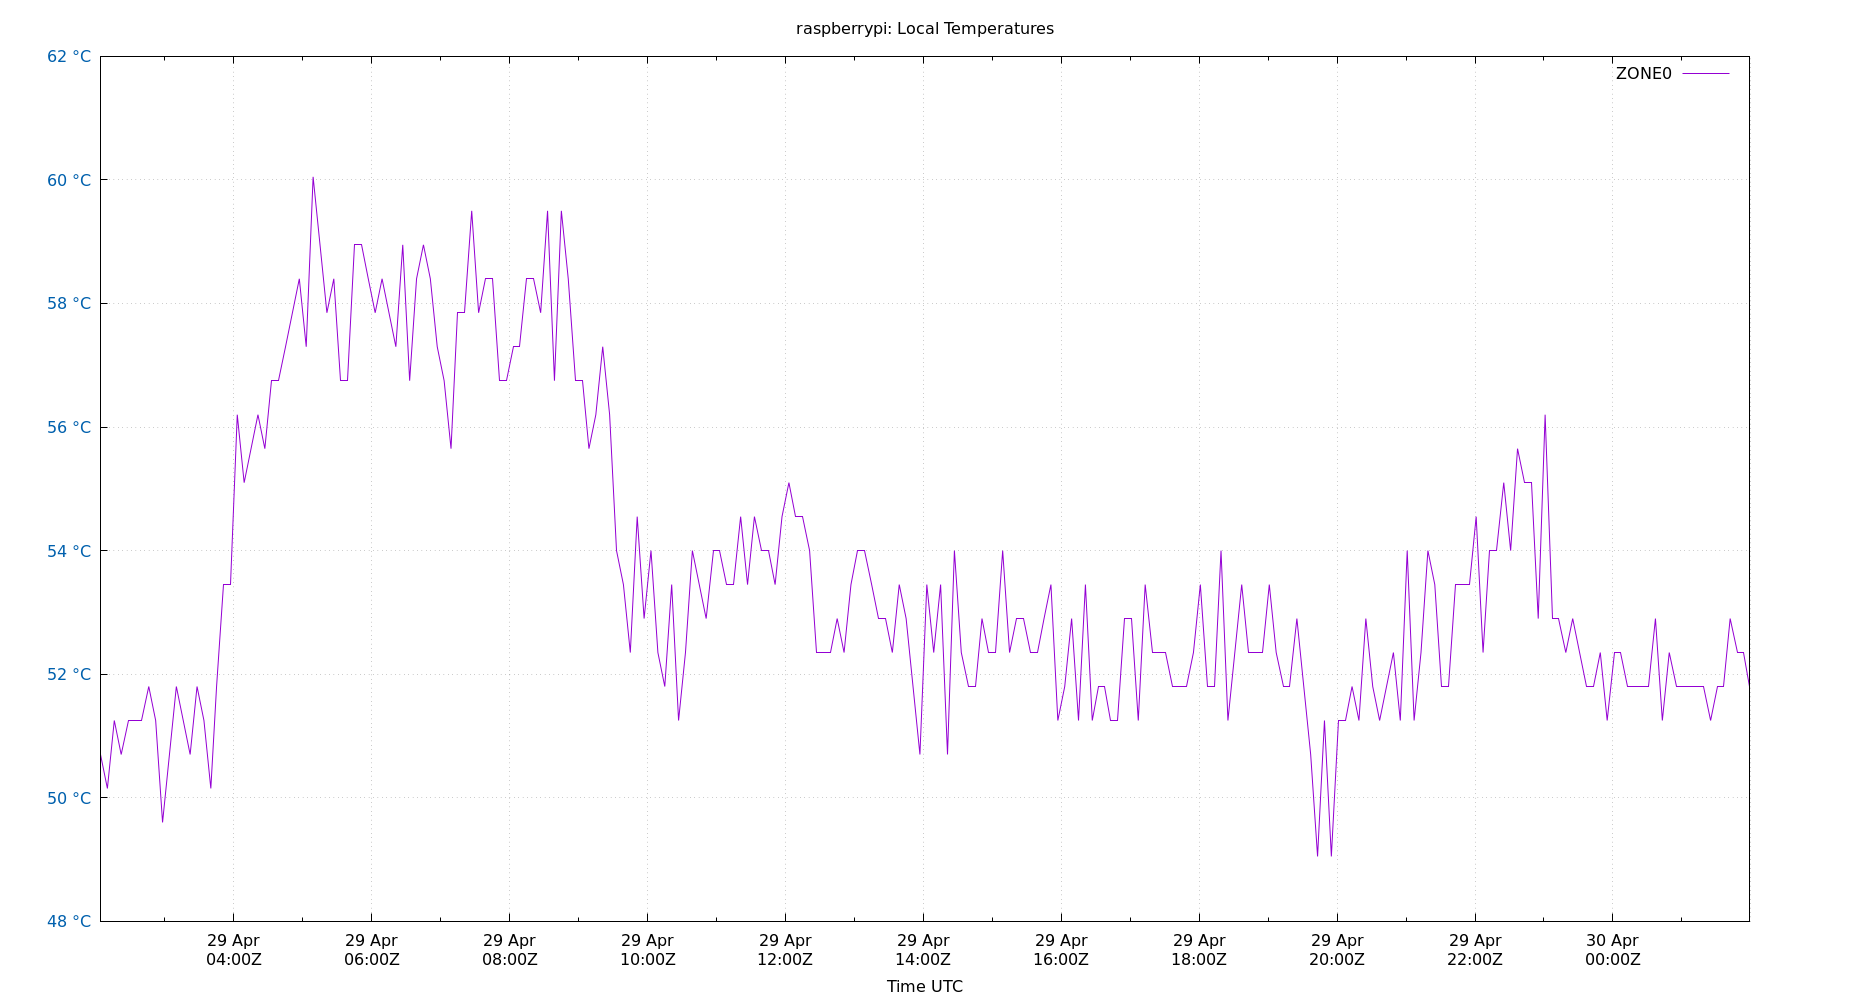 raspberrypi: Local Temperatures
62 °C
ZONE0
60 °C
58 °C
56 °C
54 °C
52 °C
50 °C
48 °C
29 Apr 29 Apr 29 Apr 29 Apr 29 Apr 29 Apr 29 Apr 29 Apr 29 Apr 29 Apr 30 Apr
04:00Z 06:00Z 08:00Z 10:00Z 12:00Z 14:00Z 16:00Z 18:00Z 20:00Z 22:00Z 00:00Z
Time UTC